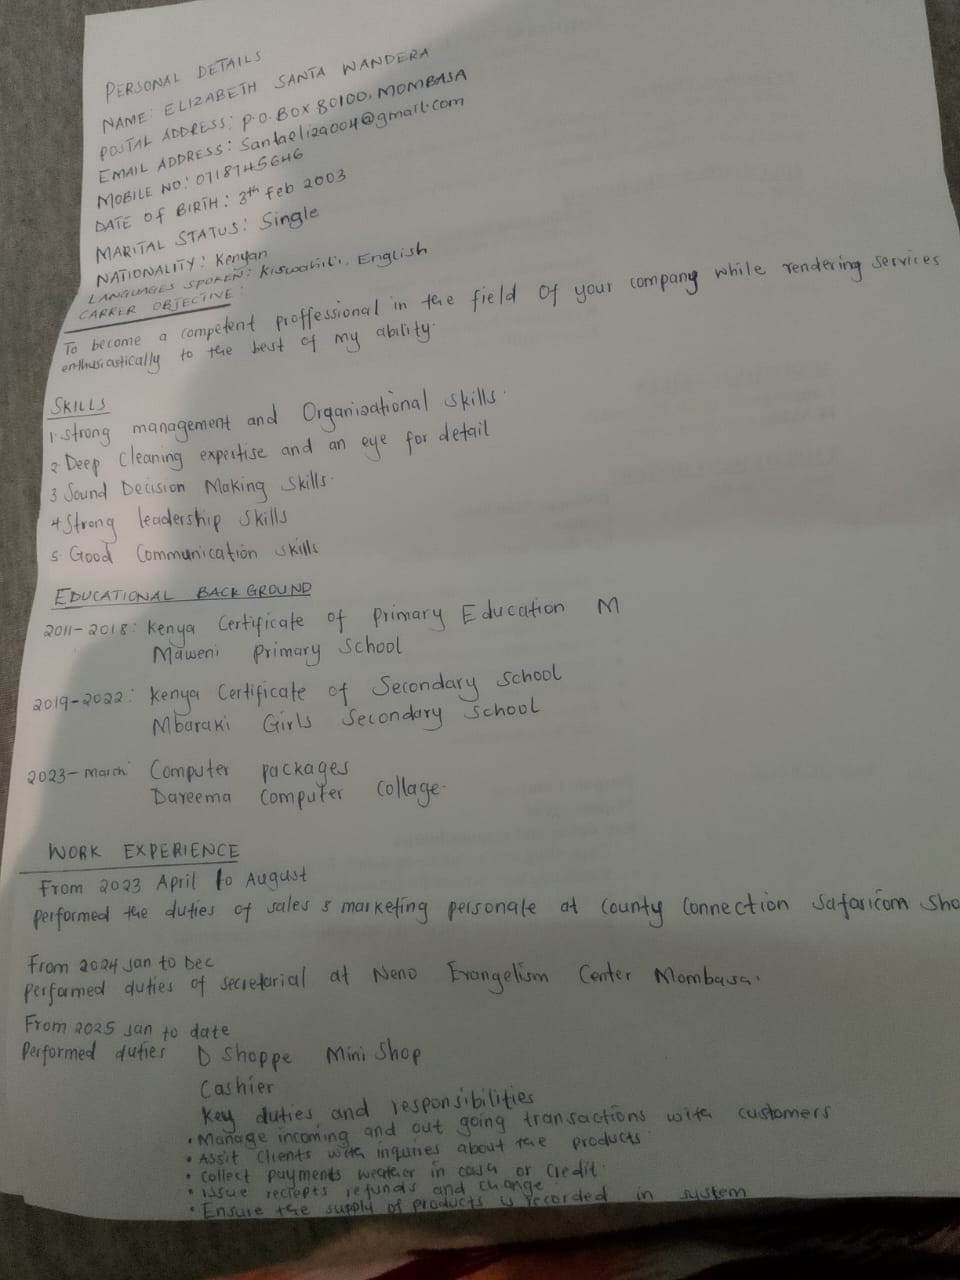 PERSONAL DETAILS
NAME: ELIZABETH SANTA WANDERA
POSTAL ADDRESS: P.O. BOX 80100, MOMBASA
EMAIL ADDRESS: Santaeliza004@gmail.com
MOBILE NO: 0718745646
DATE OF BIRTH: 3th Feb 2003
MARITAL STATUS: Single
NATIONALITY: Kenyan
LANGUAGES SPOKEN: Kiswahili, English
CARRER OBJECTIVE:
To become a competent proffessional in the field Of your company while rendering services
enthusiastically to the best of my ability.
SKILLS
1. Strong management and Organisational skills.
2. Deep Cleaning expertise and an eye for detail
3 Sound Decision Making Skills.
4 Strong leadership Skills
5. Good Communication skills
EDUCATIONAL BACKGROUND
2011-2018: Kenya Certificate of Primary Education M
Maweni Primary School
2019-2022: Kenya Certificate of Secondary School
Mbaraki Girls Secondary School
2023- March: Computer packages
Dareema Computer Collage.
WORK EXPERIENCE
From 2023 April to August
Performed the duties of sales & marketing personale at County Connection Safaricom Sho
From 2024 Jan to Dec
Performed duties of secretarial at Neno Evangelism Center Mombasa.
From 2025 Jan to date
Performed duties D Shoppe Mini Shop
Cashier
Key duties and responsibilities
• Manage incoming and out going transactions with customers
• Assit Clients with inquires about the products
• Collect payments in cash or Credit.
• Issue reciepts refunds and change
• Ensure the supply of products is recorded in system